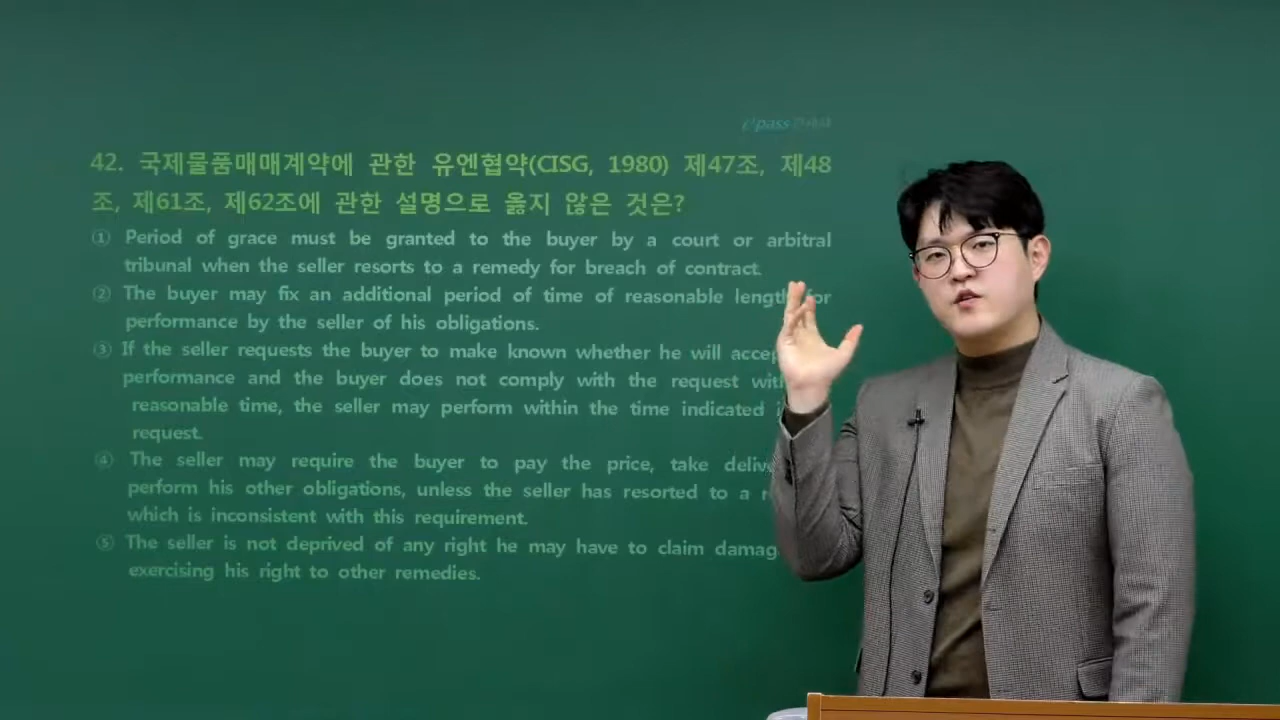 e'pass
42. 국제물품매매계약에 관한 유엔협약(CISG, 1980) 제47조, 제48
조, 제61조, 제62조에 관한 설명으로 옳지 않은 것은?
① Period of grace must be granted to the buyer by a court or arbitral
tribunal when the seller resorts to a remedy for breach of contract.
② The buyer may fix an additional period of time of reasonable length for
performance by the seller of his obligations.
③ If the seller requests the buyer to make known whether he will
performance and the buyer does not comply with the request
reasonable time, the seller may perform within the time indicated
request.
④ The seller may require the buyer to pay the price, take
perform his other obligations, unless the seller has resorted to a
which is inconsistent with this requirement.
⑤ The seller is not deprived of any right he may have to claim
exercising his right to other remedies.